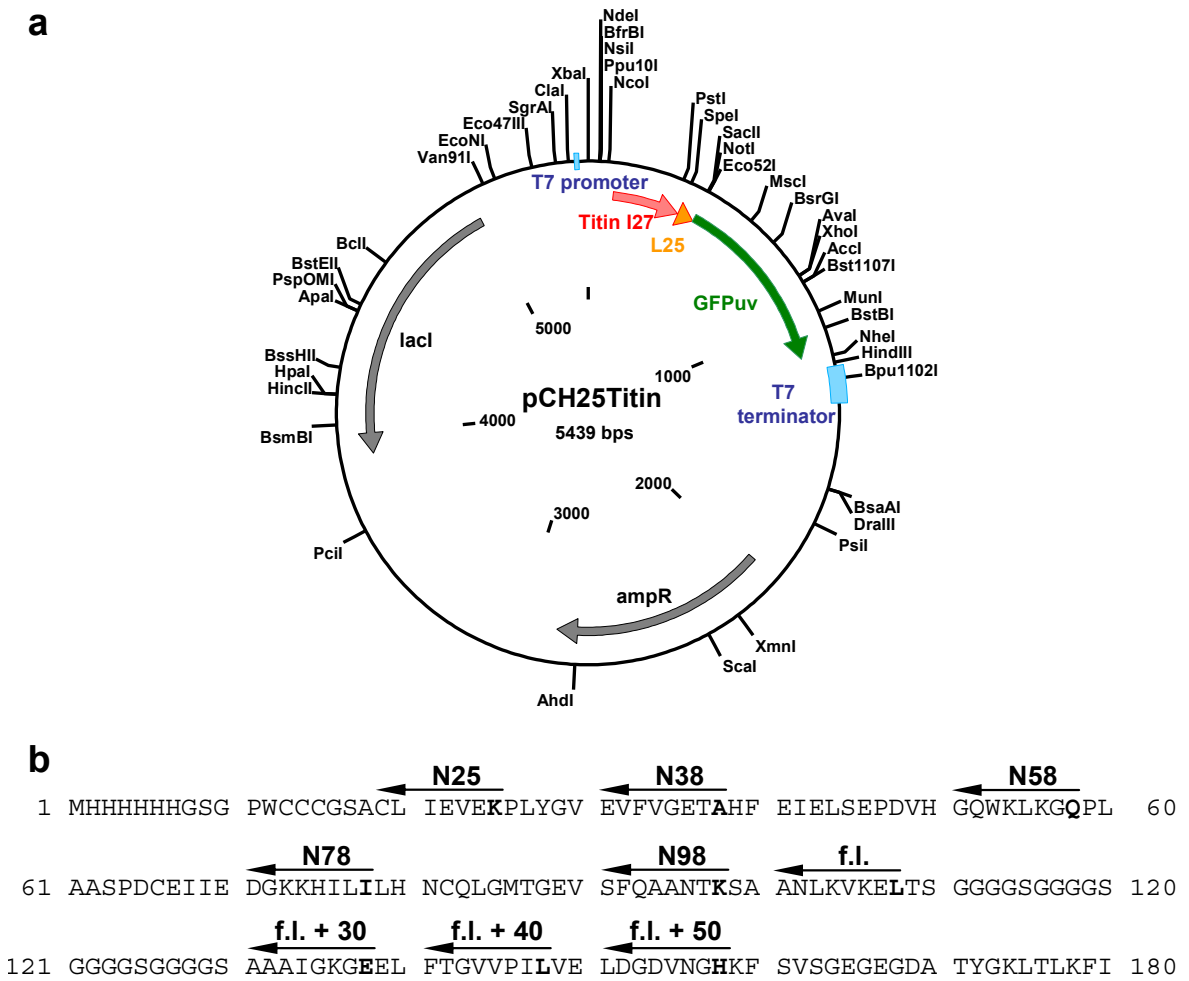 a
NdeI
BfrBI
NsiI
Ppu10I
NcoI
XbaI
ClaI
SgrAI
Eco47III
EcoNI
Van91I
PstI
SpeI
SacII
NotI
Eco52I
MscI
BsrGI
AvaI
XhoI
AccI
Bst1107I
MunI
BstBI
NheI
HindIII
Bpu1102I
T7 promoter
Titin I27
L25
GFPuv
BclI
BstEII
PspOMI
ApaI
lacI
BssHII
HpaI
HincII
BsmBI
5000
1000
4000
pCH25Titin
5439 bps
T7
terminator
2000
3000
BsaAI
DraIII
PsiI
PciI
ampR
XmnI
ScaI
AhdI
b
N25 N38 N58
1 MHHHHHHGSG PWCCCGSACL IEVEKPLYGV EVFVGETAHF EIELSEPDVH GQWKLKGQPL 60
N78 N98 f.l.
61 AASPDCEIIE DGKKHILILH NCQLGMTGEV SFQAANTKSA ANLKVKELTS GGGGSGGGGS 120
f.l. + 30 f.l. + 40 f.l. + 50
121 GGGGSGGGGS AAAIGKGEEL FTGVVPILVE LDGDVNGHKF SVSGEGEGDA TYGKLTLKFI 180